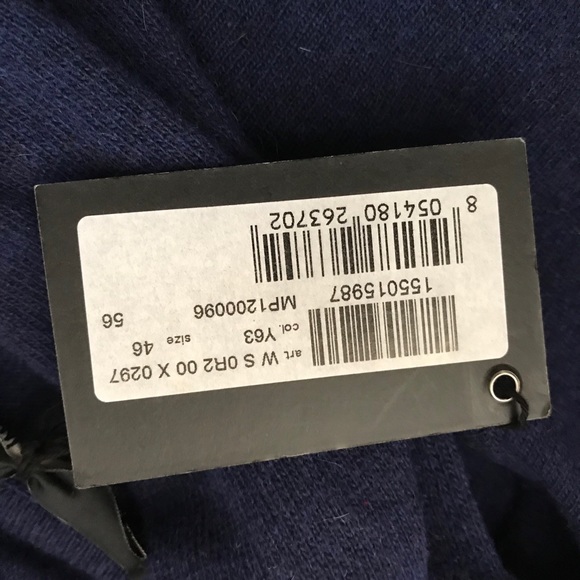 art. W S 0R2 00 X 0297
col. Y63 size 46
MP1200096 56
155015987
8 054180 263702